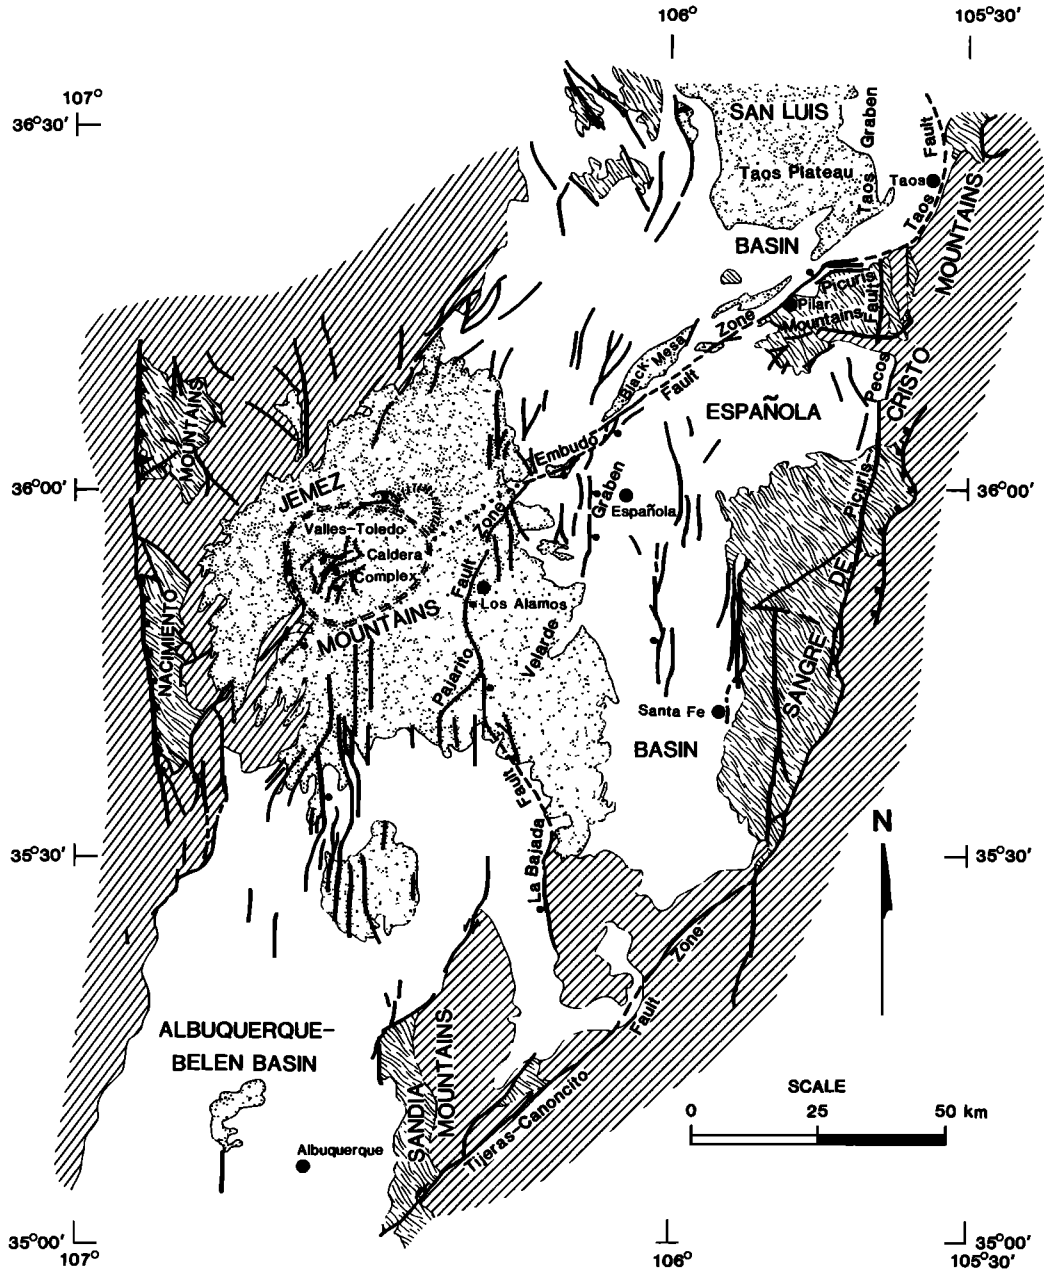 106°
105°30′
107°
36°30′
SAN LUIS
Taos Plateau
BASIN
Taos Graben
Taos
Taos Fault
MOUNTAINS
Picuris
Pilar
Mountains
Faults
Embudo Fault Zone
Black Mesa
ESPAÑOLA
Pecos
CRISTO
Picuris
NACIMIENTO MOUNTAINS
36°00′
36°00′
JEMEZ
Valles-Toledo
Caldera
Complex
MOUNTAINS
Graben
Española
Zone
Fault
Los Alamos
Pajarito
Velarde
DE
SANGRE
Santa Fe
BASIN
N
35°30′
35°30′
La Bajada Fault
Zone
Fault
Tijeras-Canoncito
ALBUQUERQUE-
BELEN BASIN
SANDIA
MOUNTAINS
Albuquerque
SCALE
0 25 50 km
35°00′
107°
106°
35°00′
105°30′